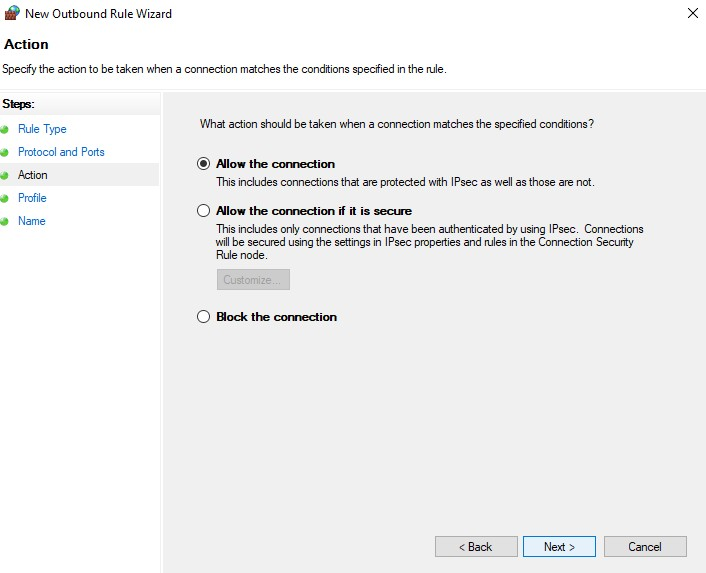 New Outbound Rule Wizard
Action
Specify the action to be taken when a connection matches the conditions specified in the rule.
Steps:
Rule Type
Protocol and Ports
Action
Profile
Name
What action should be taken when a connection matches the specified conditions?
Allow the connection
This includes connections that are protected with IPsec as well as those are not.
Allow the connection if it is secure
This includes only connections that have been authenticated by using IPsec. Connections
will be secured using the settings in IPsec properties and rules in the Connection Security
Rule node.
Customize...
Block the connection
< Back
Next >
Cancel